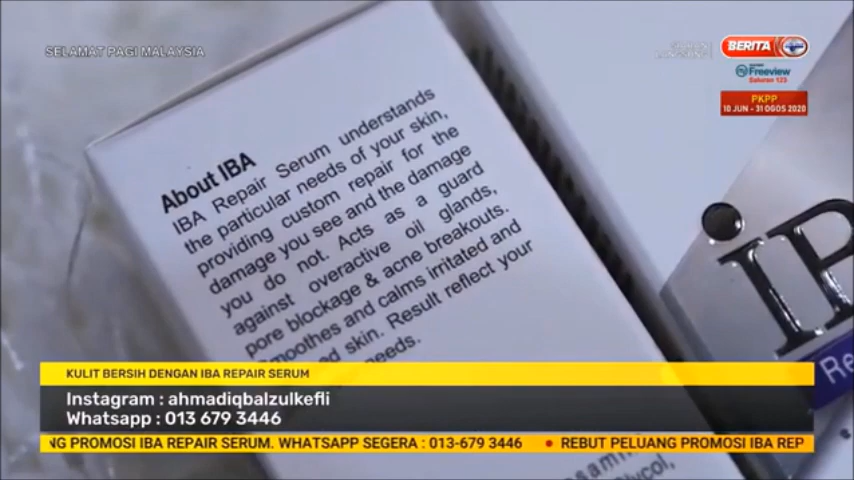 SELAMAT PAGI MALAYSIA
BERITA
Freeview
Saluran 123
PKPP
10 JUN - 31 OGOS 2020
About IBA
IBA Repair Serum understands
the particular needs of your skin,
providing custom repair for the
damage you see and the damage
you do not. Acts as a guard
against overactive oil glands,
pore blockage & acne breakouts.
Smoothes and calms irritated and
skin. Result reflect your
needs.
KULIT BERSIH DENGAN IBA REPAIR SERUM
Instagram : ahmadiqbalzulkefli
Whatsapp : 013 679 3446
NG PROMOSI IBA REPAIR SERUM. WHATSAPP SEGERA : 013-679 3446 • REBUT PELUANG PROMOSI IBA REP